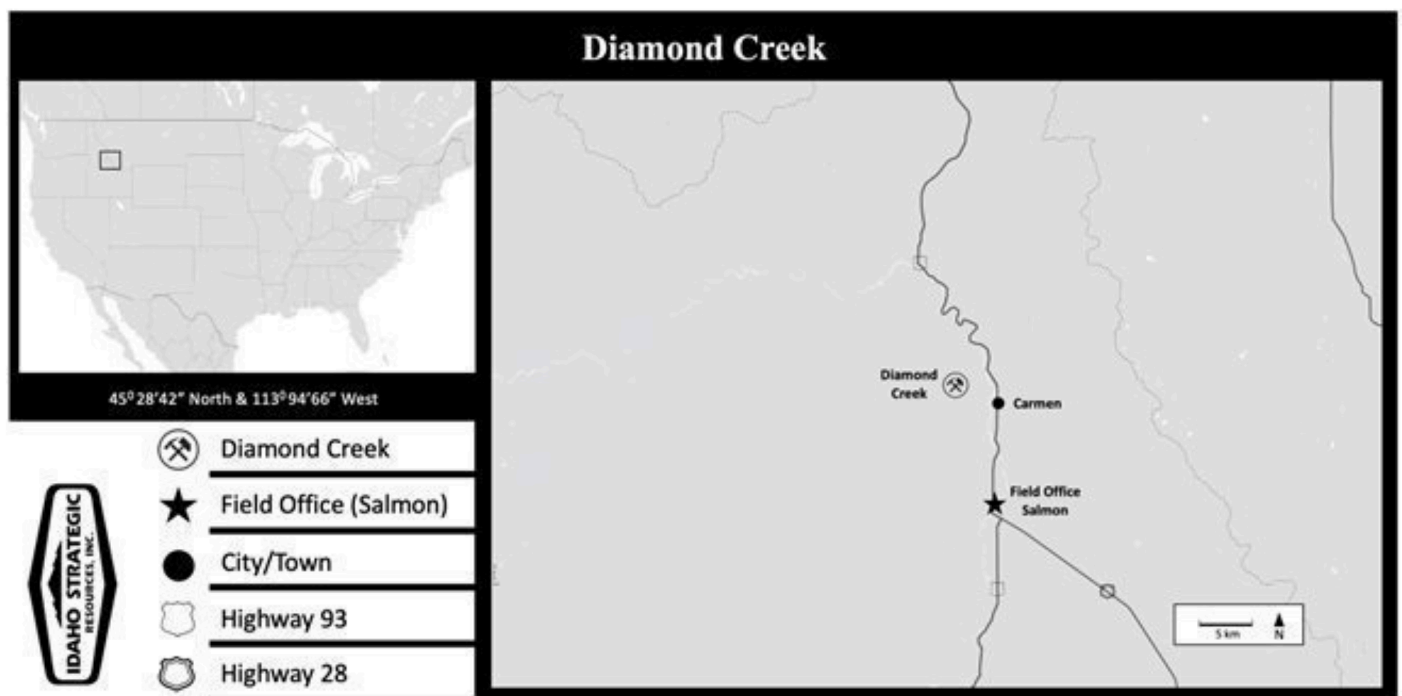 Diamond Creek
45⁰ 28'42" North & 113⁰ 94'66" West
Diamond Creek
Field Office (Salmon)
City/Town
Highway 93
Highway 28
IDAHO STRATEGIC
RESOURCES, INC.
Diamond
Creek
Carmen
Field Office
Salmon
5 km
N